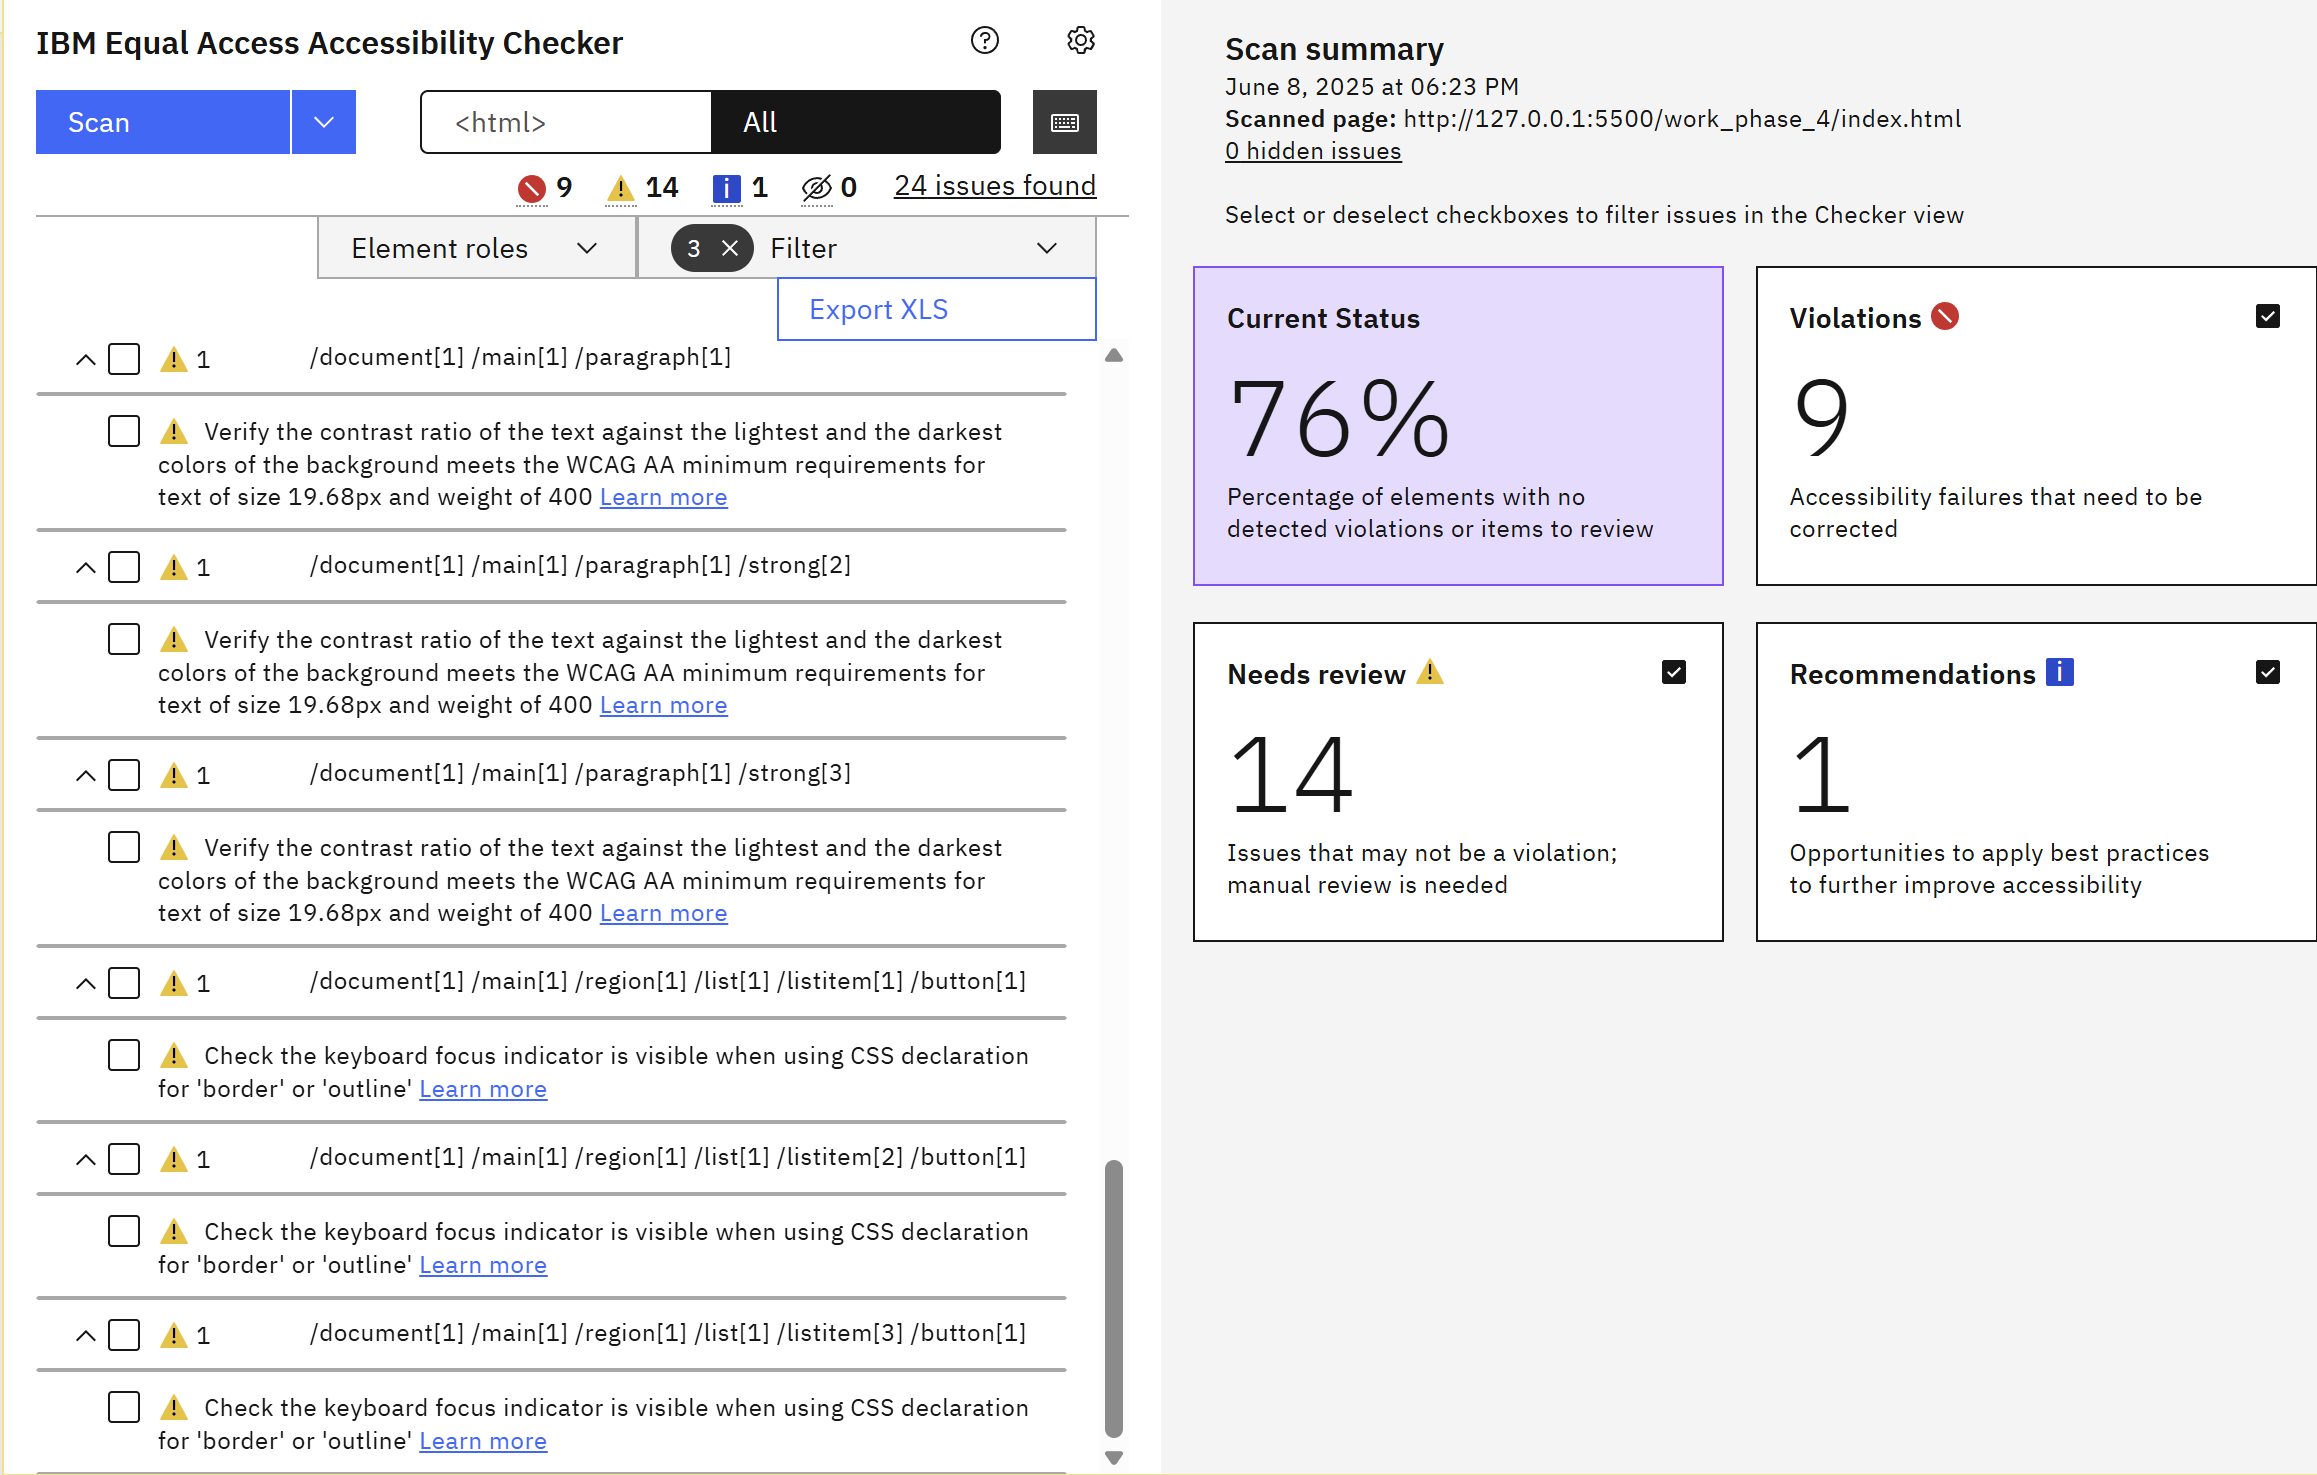 IBM Equal Access Accessibility Checker
Scan
<html>
All
9
14
1
0
24 issues found
Element roles
3
Filter
Export XLS
1 /document[1] /main[1] /paragraph[1]
Verify the contrast ratio of the text against the lightest and the darkest
colors of the background meets the WCAG AA minimum requirements for
text of size 19.68px and weight of 400 Learn more
1 /document[1] /main[1] /paragraph[1] /strong[2]
Verify the contrast ratio of the text against the lightest and the darkest
colors of the background meets the WCAG AA minimum requirements for
text of size 19.68px and weight of 400 Learn more
1 /document[1] /main[1] /paragraph[1] /strong[3]
Verify the contrast ratio of the text against the lightest and the darkest
colors of the background meets the WCAG AA minimum requirements for
text of size 19.68px and weight of 400 Learn more
1 /document[1] /main[1] /region[1] /list[1] /listitem[1] /button[1]
Check the keyboard focus indicator is visible when using CSS declaration
for 'border' or 'outline' Learn more
1 /document[1] /main[1] /region[1] /list[1] /listitem[2] /button[1]
Check the keyboard focus indicator is visible when using CSS declaration
for 'border' or 'outline' Learn more
1 /document[1] /main[1] /region[1] /list[1] /listitem[3] /button[1]
Check the keyboard focus indicator is visible when using CSS declaration
for 'border' or 'outline' Learn more
Scan summary
June 8, 2025 at 06:23 PM
Scanned page: http://127.0.0.1:5500/work_phase_4/index.html
0 hidden issues
Select or deselect checkboxes to filter issues in the Checker view
Current Status
76%
Percentage of elements with no
detected violations or items to review
Violations
9
Accessibility failures that need to be
corrected
Needs review
14
Issues that may not be a violation;
manual review is needed
Recommendations
1
Opportunities to apply best practices
to further improve accessibility